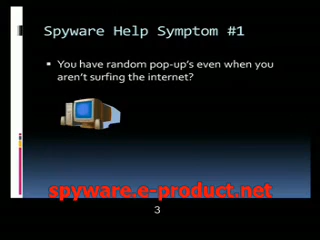 Spyware Help Symptom #1
You have random pop-up's even when you
aren't surfing the internet?
spyware.e-product.net
3